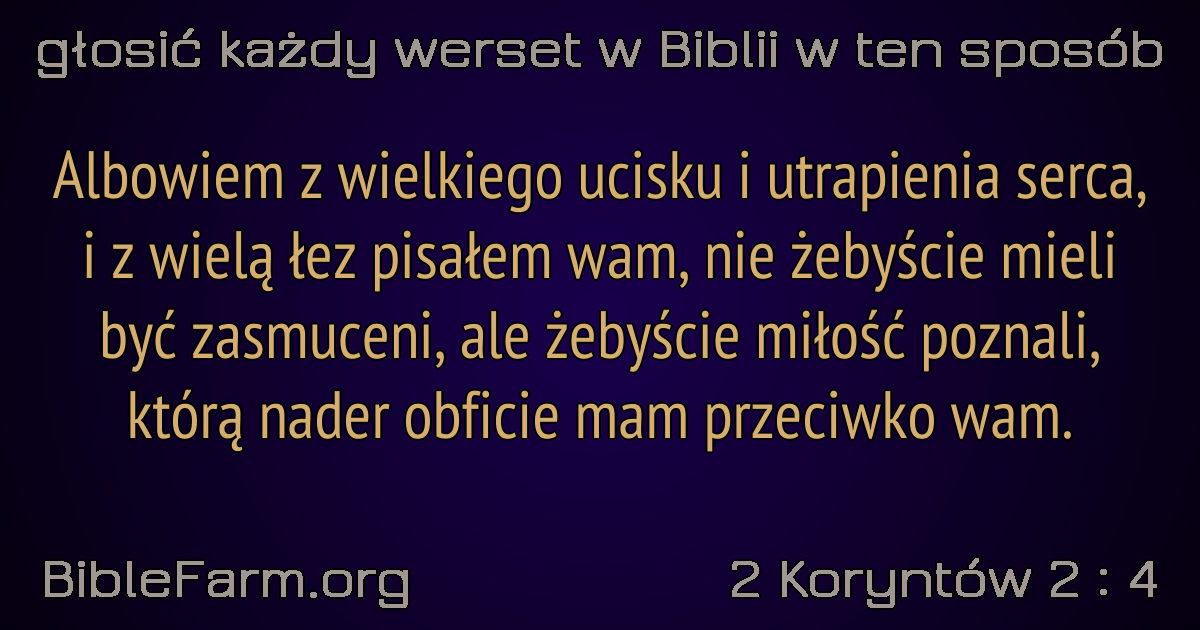 głosić każdy werset w Biblii w ten sposób
Albowiem z wielkiego ucisku i utrapienia serca,
i z wielą łez pisałem wam, nie żebyście mieli
być zasmuceni, ale żebyście miłość poznali,
którą nader obficie mam przeciwko wam.
BibleFarm.org
2 Koryntów 2 : 4